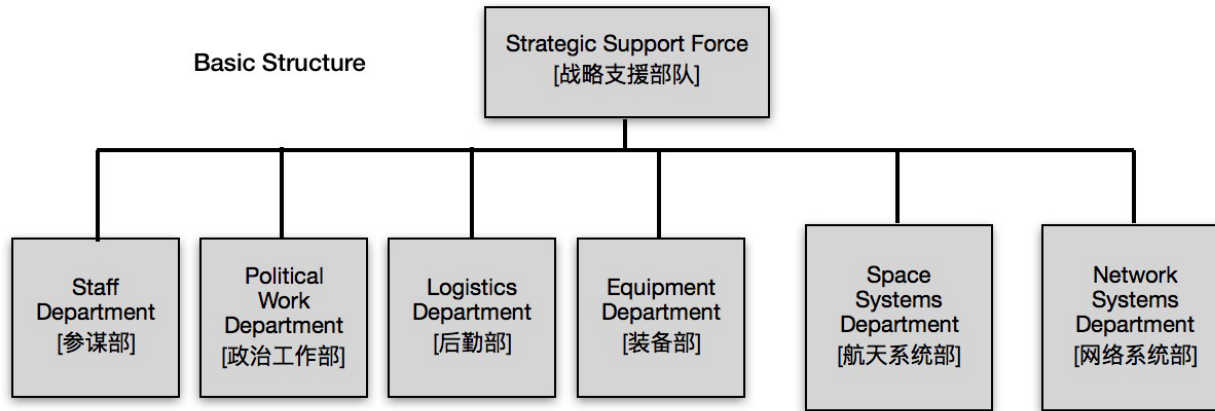 Basic Structure
Strategic Support Force
[战略支援部队]
Staff
Department
[参谋部]
Political
Work
Department
[政治工作部]
Logistics
Department
[后勤部]
Equipment
Department
[装备部]
Space
Systems
Department
[航天系统部]
Network
Systems
Department
[网络系统部]